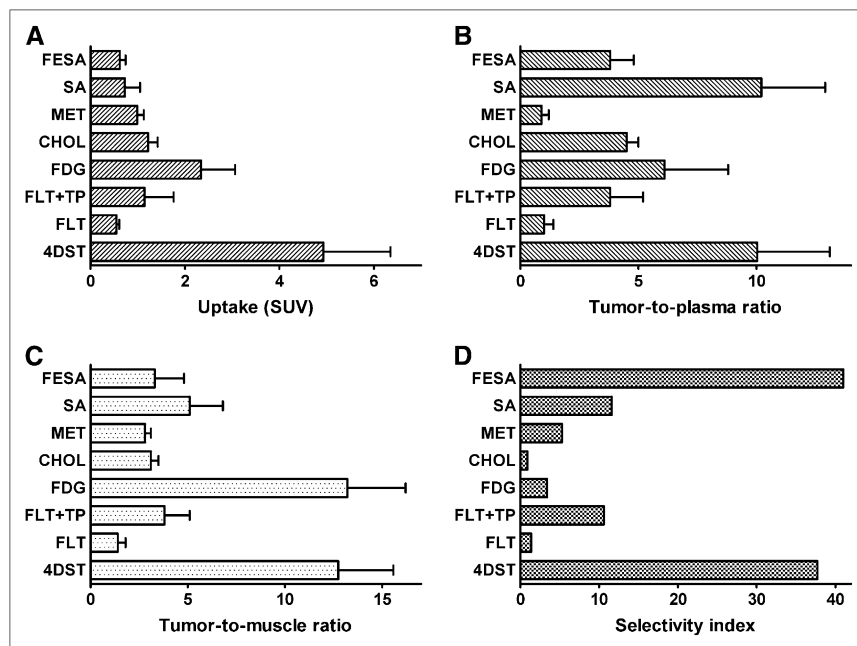 A
FESA
SA
MET
CHOL
FDG
FLT+TP
FLT
4DST
0 2 4 6
Uptake (SUV)
B
FESA
SA
MET
CHOL
FDG
FLT+TP
FLT
4DST
0 5 10
Tumor-to-plasma ratio
C
FESA
SA
MET
CHOL
FDG
FLT+TP
FLT
4DST
0 5 10 15
Tumor-to-muscle ratio
D
FESA
SA
MET
CHOL
FDG
FLT+TP
FLT
4DST
0 10 20 30 40
Selectivity index